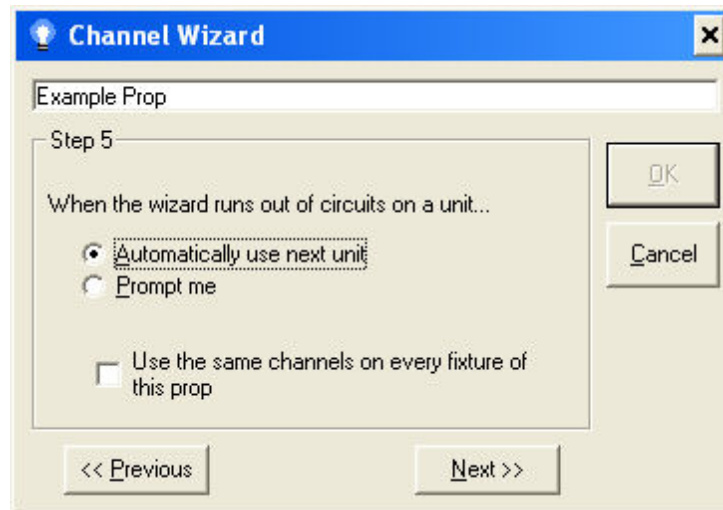 Channel Wizard
Example Prop
Step 5
OK
When the wizard runs out of circuits on a unit...
Automatically use next unit
Cancel
Prompt me
Use the same channels on every fixture of
this prop
<< Previous
Next >>